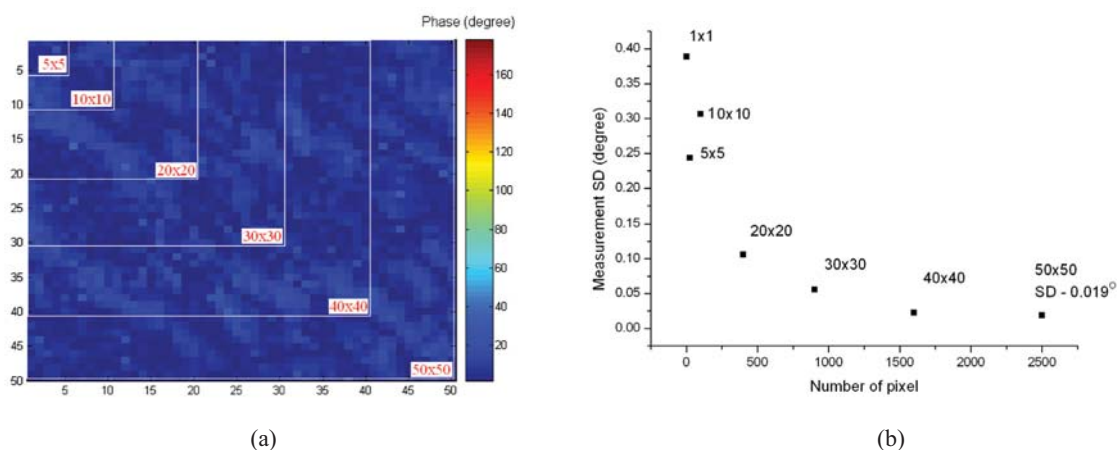 Phase (degree)
5
10
15
20
25
30
35
40
45
50
5
10
15
20
25
30
35
40
45
50
5x5
10x10
20x20
30x30
40x40
50x50
160
140
120
100
80
60
40
20
(a)
Measurement SD (degree)
0.40
0.35
0.30
0.25
0.20
0.15
0.10
0.05
0.00
1x1
10x10
5x5
20x20
30x30
40x40
50x50
SD - 0.019°
0
500
1000
1500
2000
2500
Number of pixel
(b)